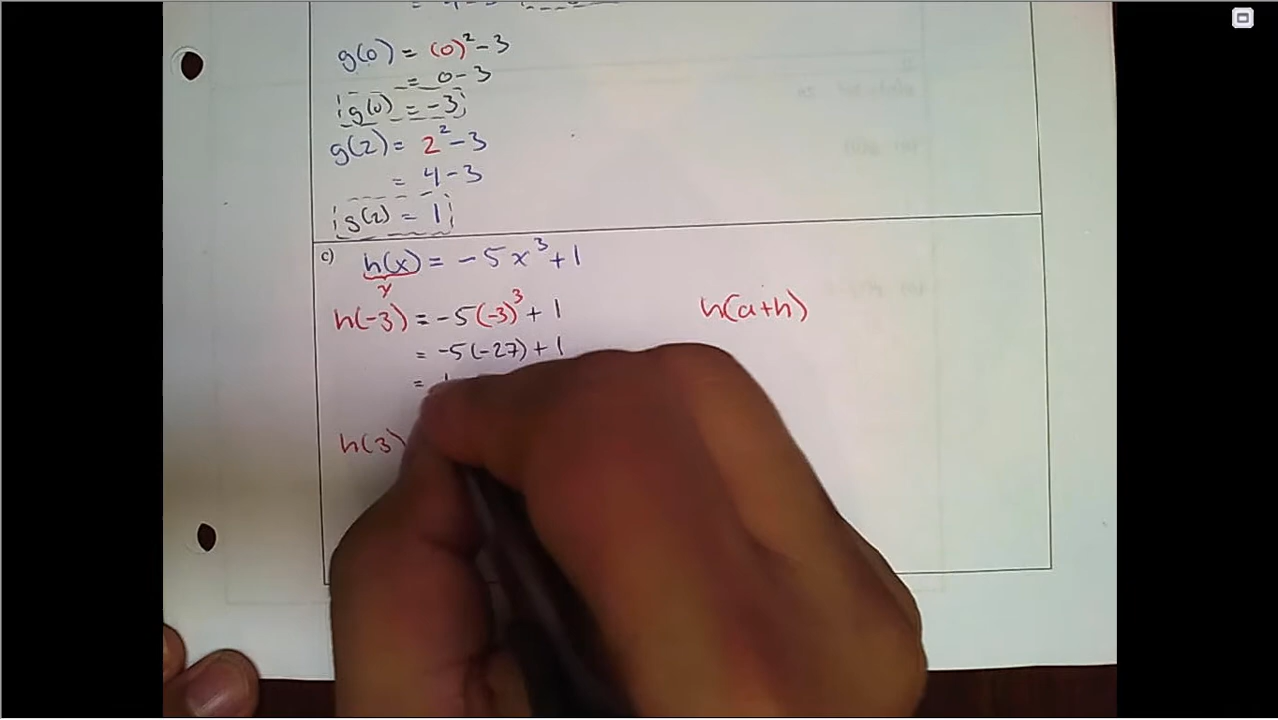 g(0) = (0)² - 3
= 0 - 3
g(0) = -3
g(2) = 2² - 3
= 4 - 3
g(2) = 1
c) h(x) = -5x³ + 1
y
h(-3) = -5(-3)³ + 1
h(a+h)
= -5(-27) + 1
=
h(3)